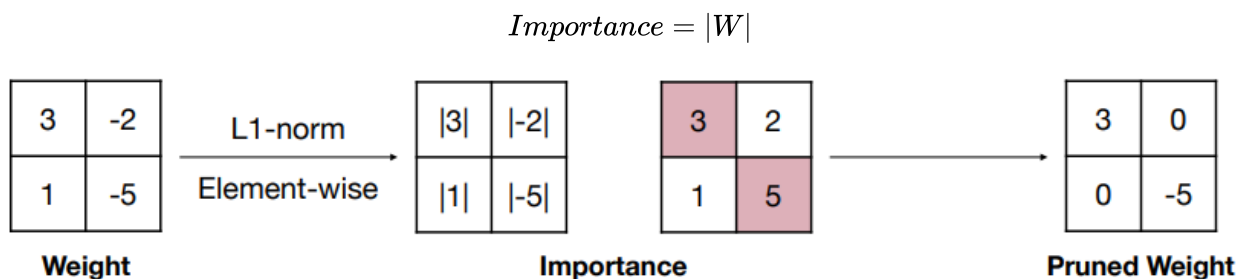 Importance = |W|
3 -2 L1-norm |3| |-2| 3 2 3 0
1 -5 Element-wise |1| |-5| 1 5 0 -5
Weight Importance Pruned Weight